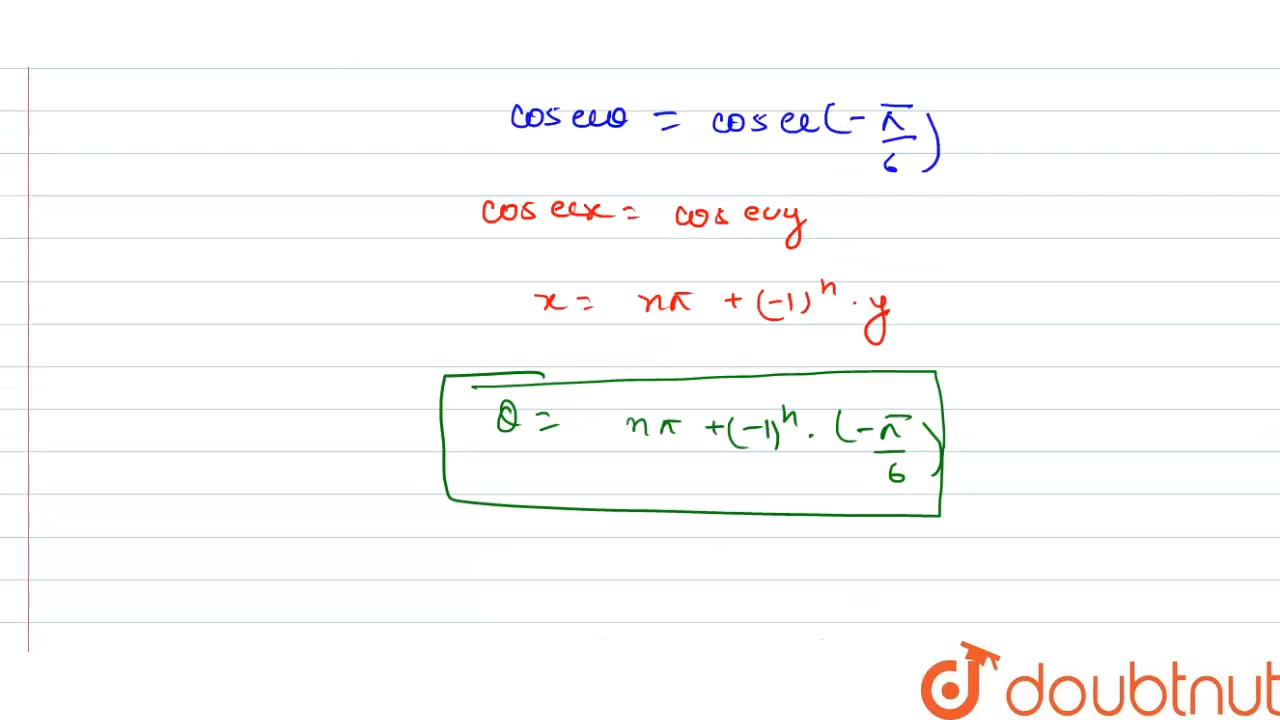 cosecθ = cosec(-π/6)
cosecx = cosecy
x = nπ + (-1)ⁿ · y
θ = nπ + (-1)ⁿ · (-π/6)
doubtnut